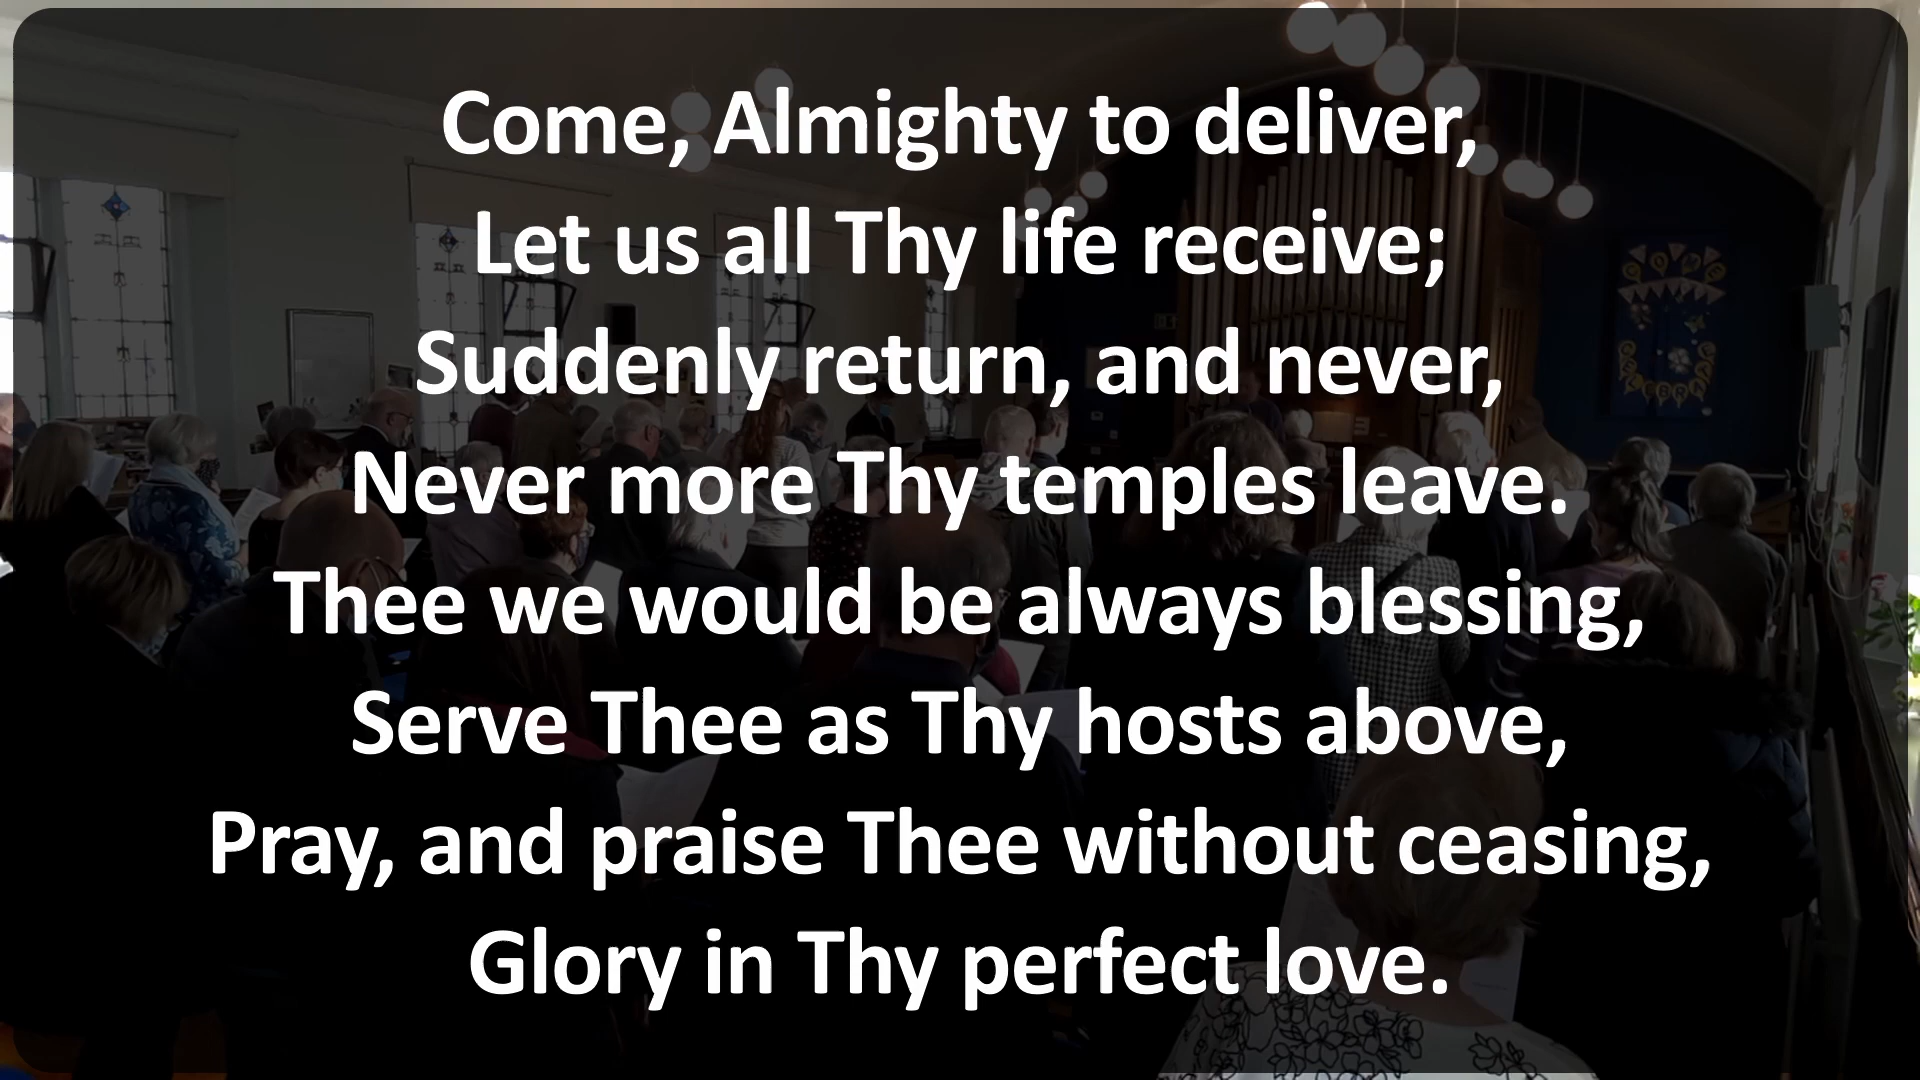 Come, Almighty to deliver,
Let us all Thy life receive;
Suddenly return, and never,
Never more Thy temples leave.
Thee we would be always blessing,
Serve Thee as Thy hosts above,
Pray, and praise Thee without ceasing,
Glory in Thy perfect love.
COME
CELEBRATE